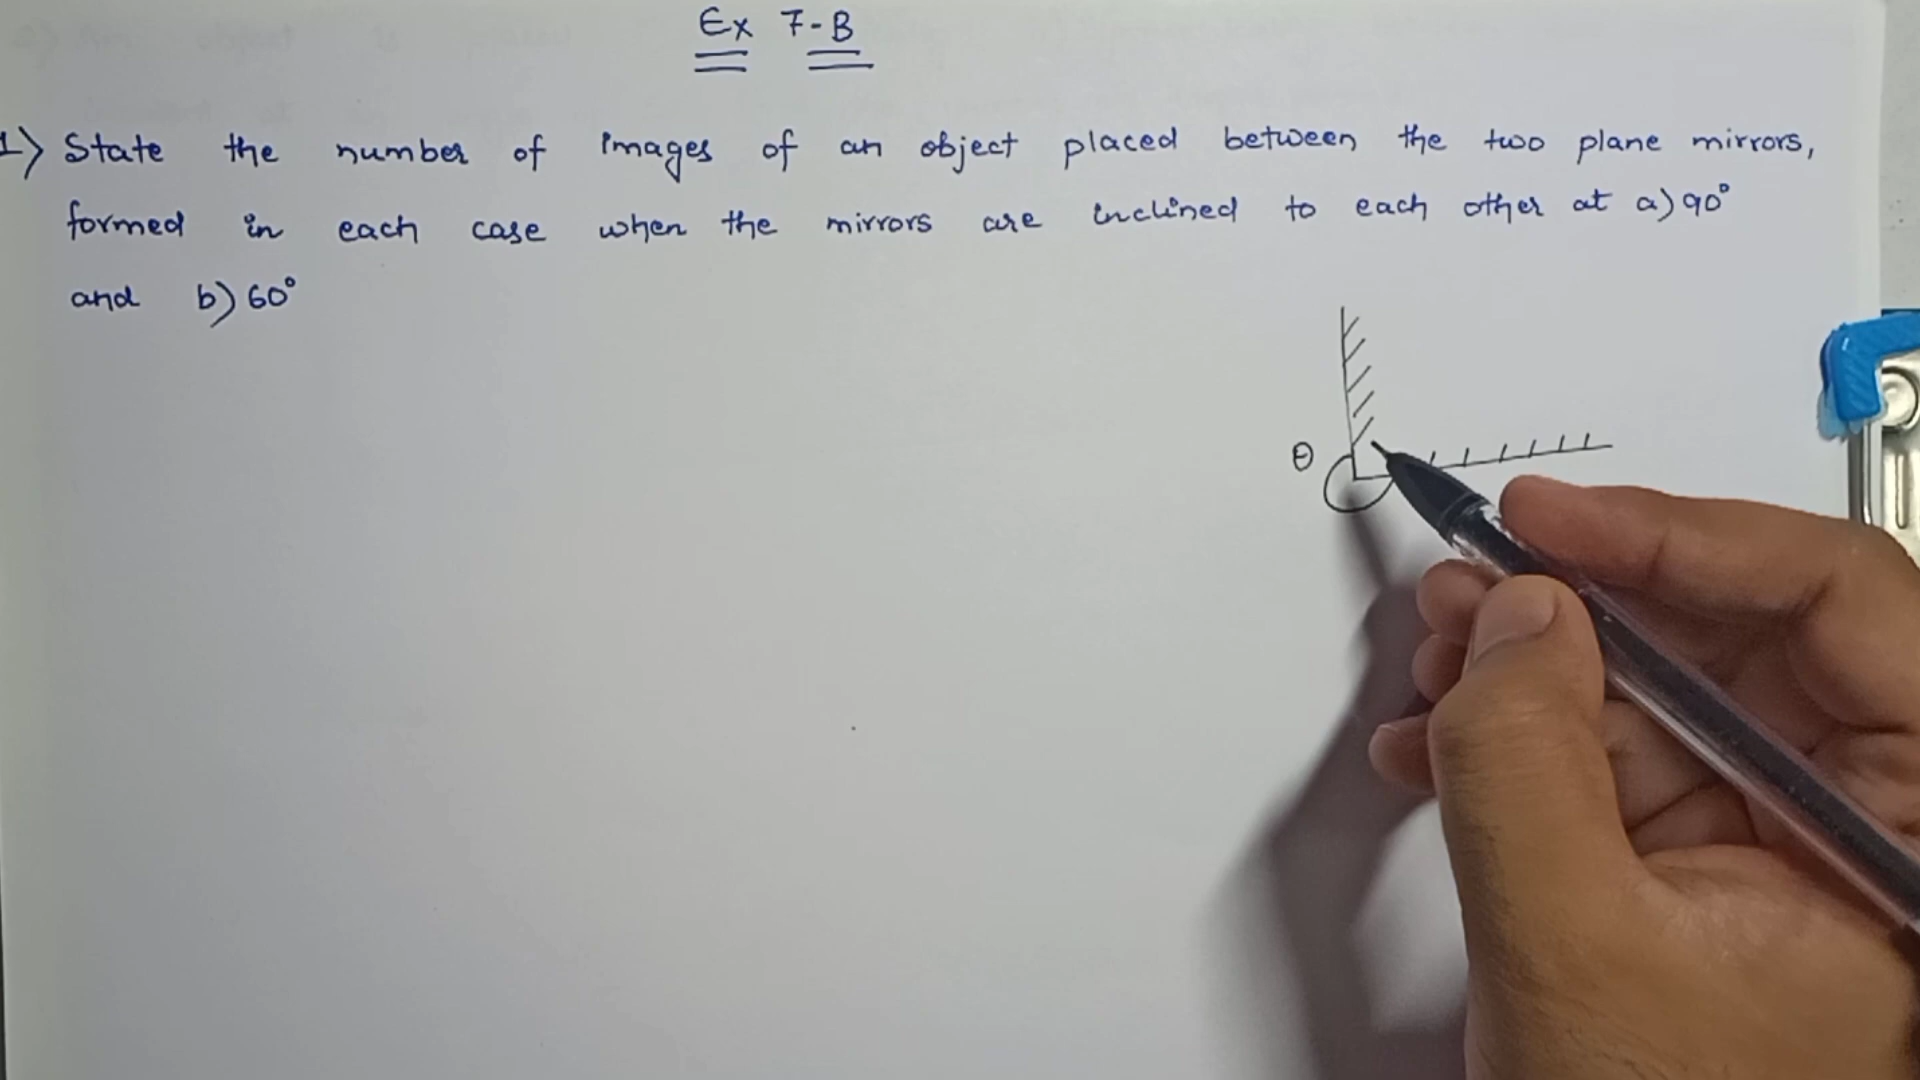 Ex 7-B
1) State the number of images of an object placed between the two plane mirrors,
formed in each case when the mirrors are inclined to each other at a) 90°
and b) 60°
θ